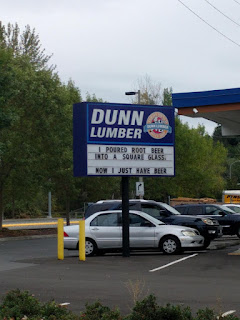 DUNN
LUMBER
I POURED ROOT BEER
INTO A SQUARE GLASS.
NOW I JUST HAVE BEER